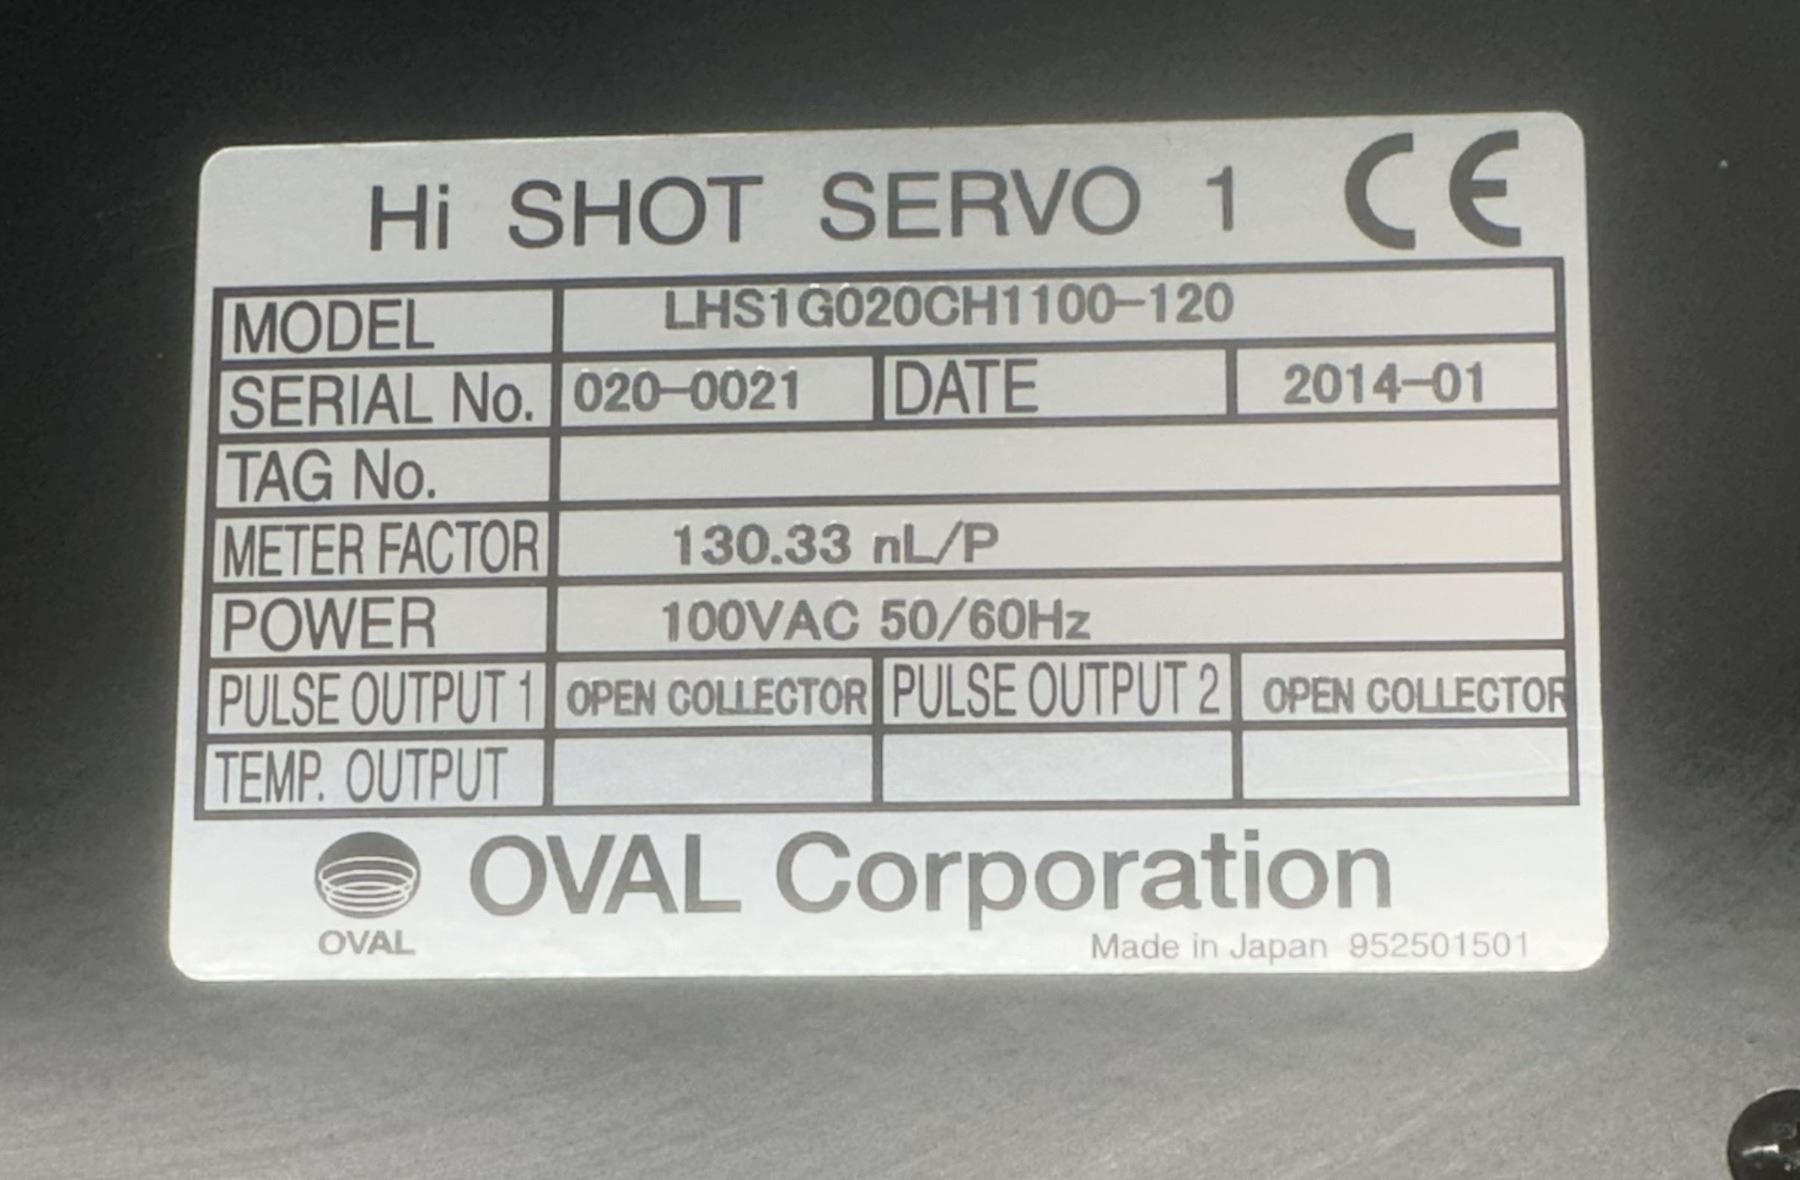 Hi SHOT SERVO 1 CE
MODEL LHS1G020CH1100-120
SERIAL No. 020-0021 DATE 2014-01
TAG No.
METER FACTOR 130.33 nL/P
POWER 100VAC 50/60Hz
PULSE OUTPUT 1 OPEN COLLECTOR PULSE OUTPUT 2 OPEN COLLECTOR
TEMP. OUTPUT
OVAL Corporation
OVAL
Made in Japan 952501501